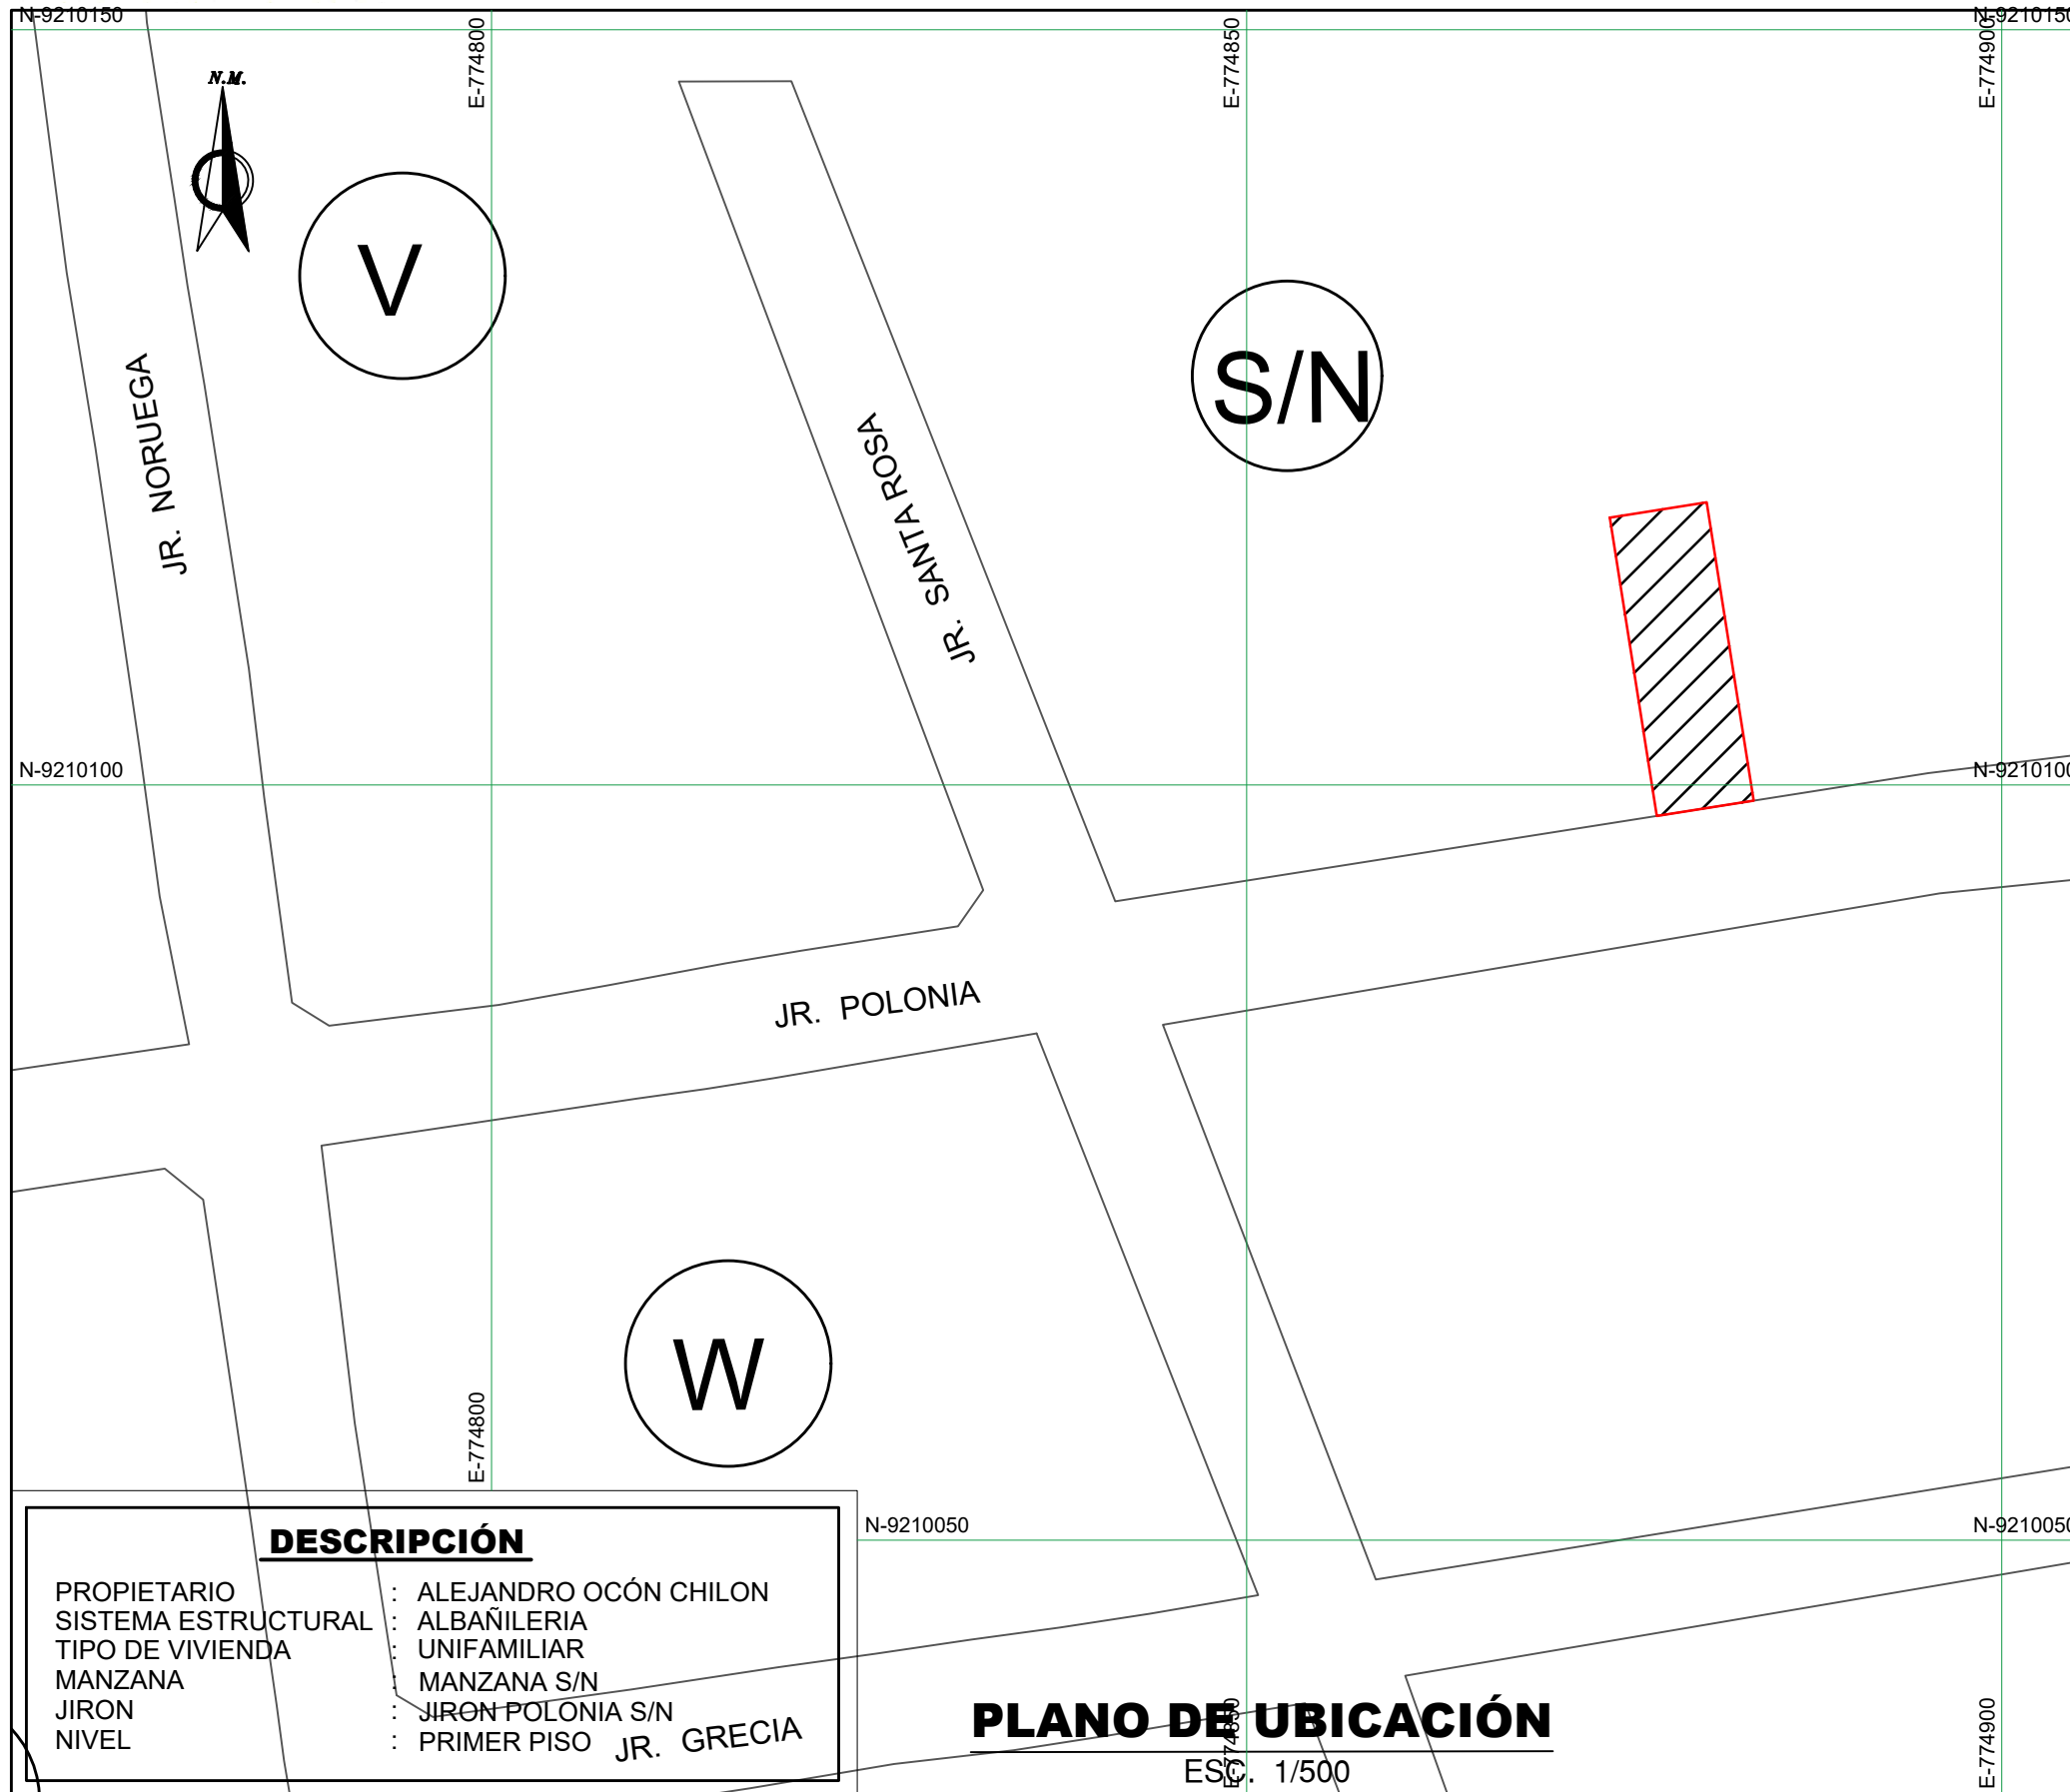 N-9210150
N-9210150
E-774800
E-774850
E-774900
N.M.
V
S/N
JR. NORUEGA
JR. SANTA ROSA
N-9210100
N-9210100
JR. POLONIA
W
E-774800
N-9210050
N-9210050
DESCRIPCIÓN
PROPIETARIO : ALEJANDRO OCÓN CHILON
SISTEMA ESTRUCTURAL : ALBAÑILERIA
TIPO DE VIVIENDA : UNIFAMILIAR
MANZANA : MANZANA S/N
JIRON : JIRON POLONIA S/N
NIVEL : PRIMER PISO
JR. GRECIA
PLANO DE UBICACIÓN
ESC. 1/500
E-774850
E-774900